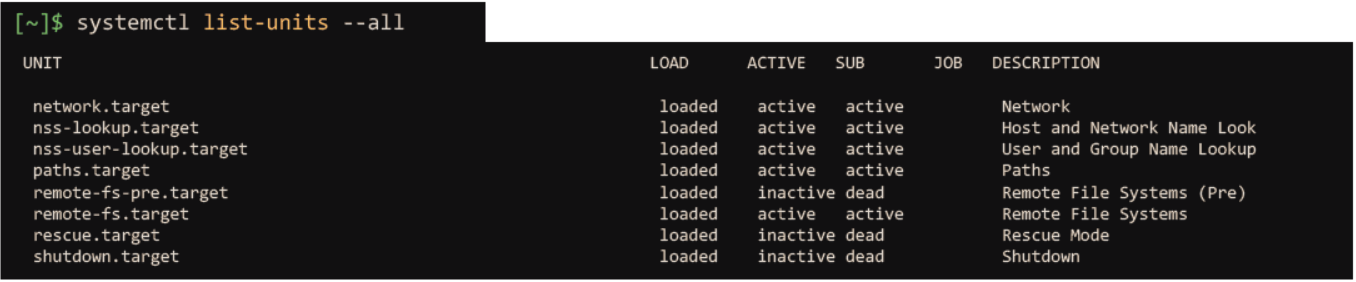 [~]$ systemctl list-units --all
UNIT LOAD ACTIVE SUB JOB DESCRIPTION
network.target loaded active active Network
nss-lookup.target loaded active active Host and Network Name Look
nss-user-lookup.target loaded active active User and Group Name Lookup
paths.target loaded active active Paths
remote-fs-pre.target loaded inactive dead Remote File Systems (Pre)
remote-fs.target loaded active active Remote File Systems
rescue.target loaded inactive dead Rescue Mode
shutdown.target loaded inactive dead Shutdown